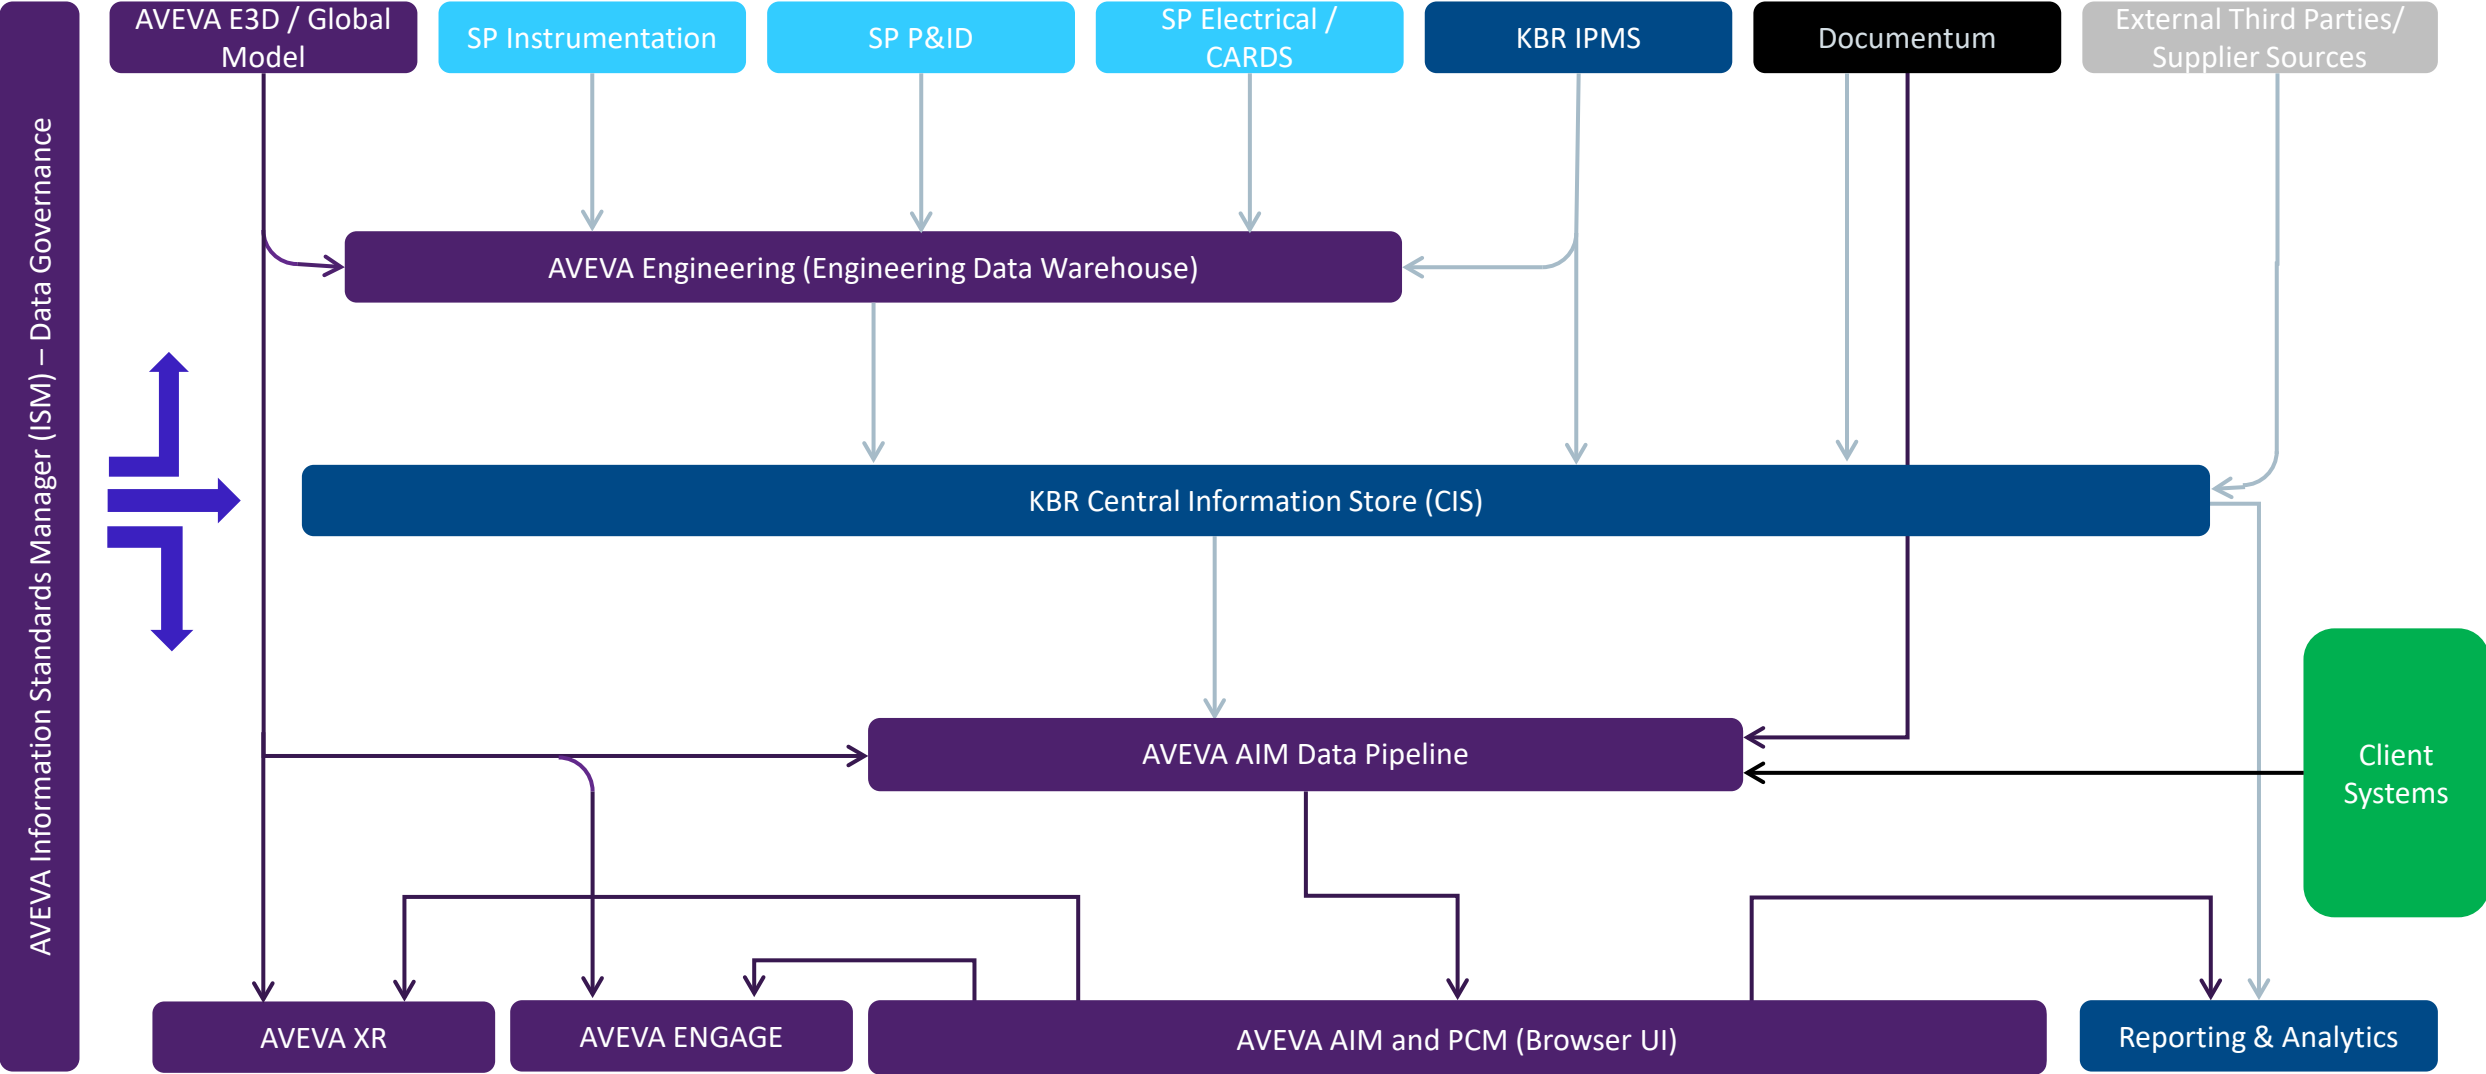 AVEVA Information Standards Manager (ISM) – Data Governance
AVEVA E3D / Global
Model
SP Instrumentation
SP P&ID
SP Electrical /
CARDS
KBR IPMS
Documentum
External Third Parties/
Supplier Sources
AVEVA Engineering (Engineering Data Warehouse)
KBR Central Information Store (CIS)
AVEVA AIM Data Pipeline
Client
Systems
AVEVA XR
AVEVA ENGAGE
AVEVA AIM and PCM (Browser UI)
Reporting & Analytics